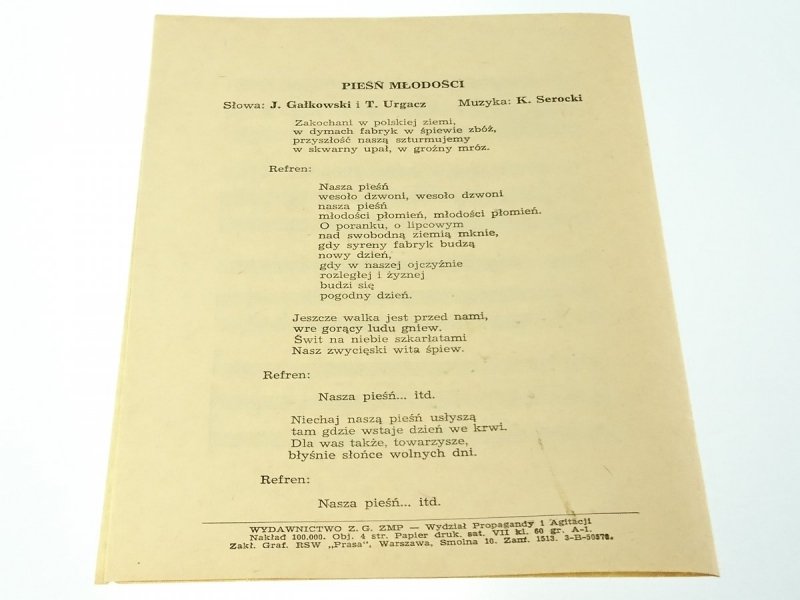 PIEŚŃ MŁODOŚCI
Słowa: J. Gałkowski i T. Urgacz Muzyka: K. Serocki
Zakochani w polskiej ziemi,
w dymach fabryk w śpiewie zbóż,
przyszłość naszą szturmujemy
w skwarny upał, w groźny mróz.
Refren:
Nasza pieśń
wesoło dzwoni, wesoło dzwoni
nasza pieśń
młodości płomień, młodości płomień.
O poranku, o lipcowym
nad swobodną ziemią mknie,
gdy syreny fabryk budzą
nowy dzień,
gdy w naszej ojczyźnie
rozległej i żyznej
budzi się
pogodny dzień.
Jeszcze walka jest przed nami,
wre gorący ludu gniew.
Świt na niebie szkarłatami
Nasz zwycięski wita śpiew.
Refren:
Nasza pieśń... itd.
Niechaj naszą pieśń usłyszą
tam gdzie wstaje dzień we krwi.
Dla was także, towarzysze,
błyśnie słońce wolnych dni.
Refren:
Nasza pieśń... itd.
WYDAWNICTWO Z. G. ZMP — Wydział Propagandy i Agitacji
Nakład 100.000. Obj. 4 str. Papier druk. sat. VII kl. 60 gr. A-1.
Zakł. Graf. RSW „Prasa", Warszawa, Smolna 10. Zam. 1513. 3-B-50578.